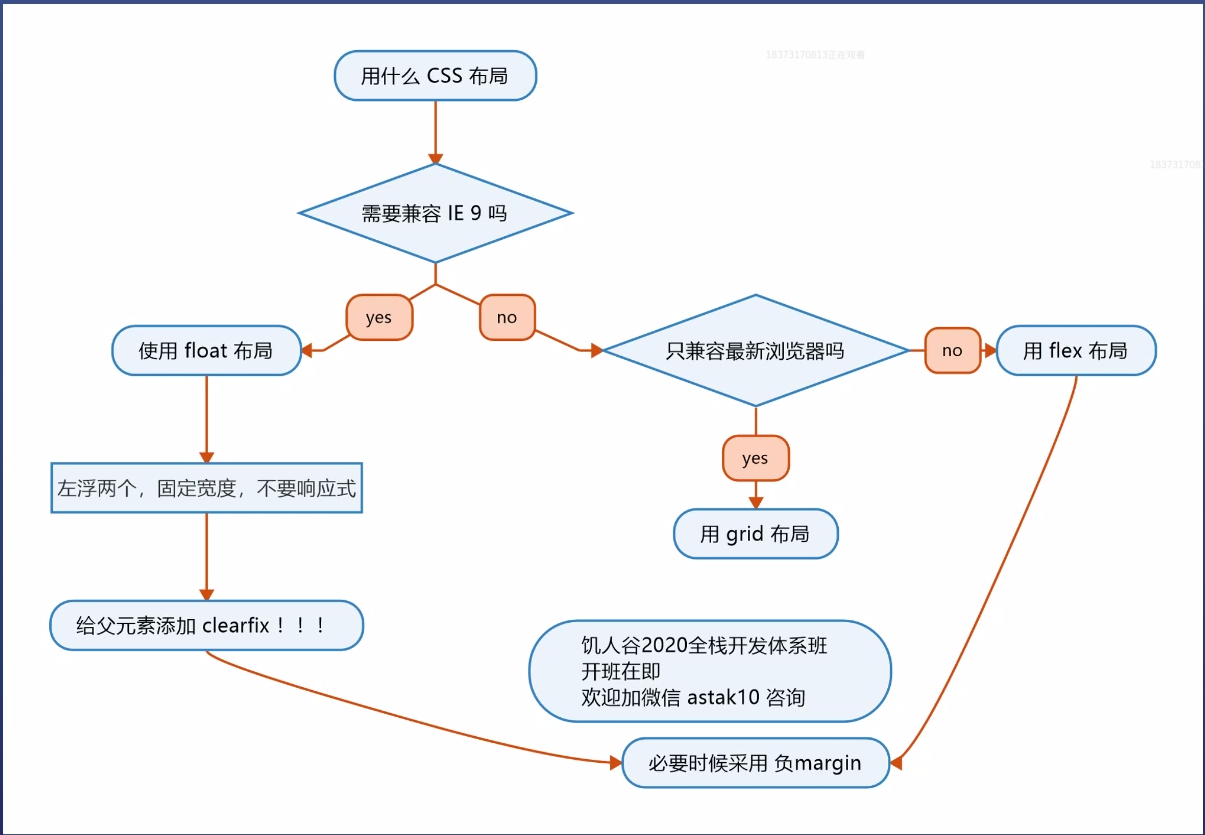 18373170813正在观看
用什么 CSS 布局
1837317081
需要兼容 IE 9 吗
yes
no
使用 float 布局
只兼容最新浏览器吗
no
用 flex 布局
yes
左浮两个，固定宽度，不要响应式
用 grid 布局
给父元素添加 clearfix！！！
饥人谷2020全栈开发体系班
开班在即
欢迎加微信 astak10 咨询
必要时候采用 负margin